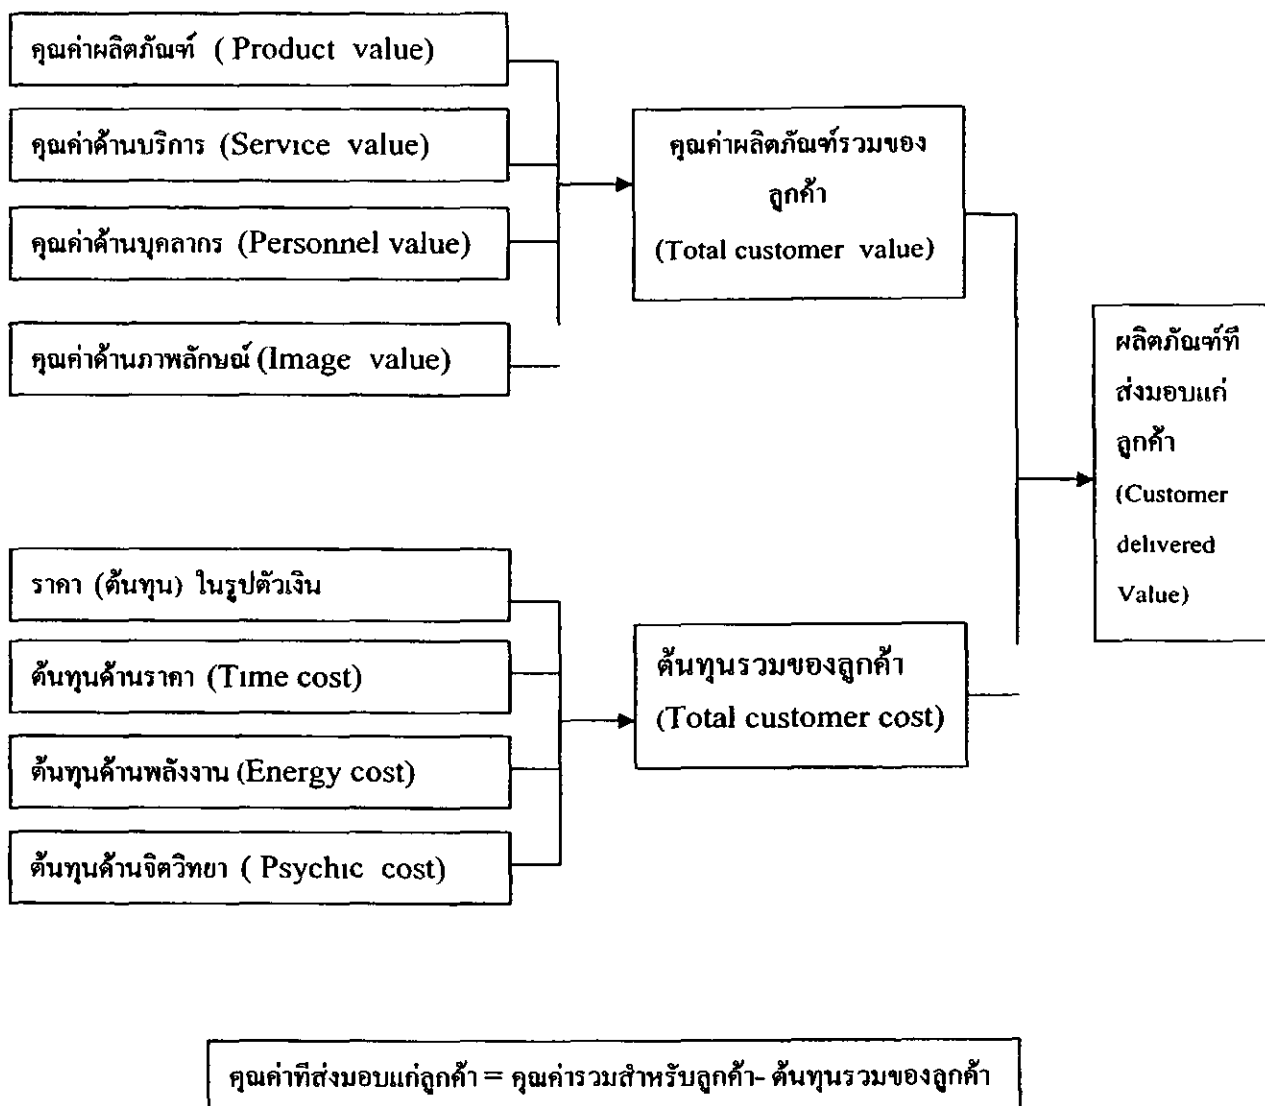 คุณค่าผลิตภัณฑ์ ( Product value)
คุณค่าด้านบริการ (Service value)
คุณค่าด้านบุคลากร (Personnel value)
คุณค่าด้านภาพลักษณ์ (Image value)
คุณค่าผลิตภัณฑ์รวมของ
ลูกค้า
(Total customer value)
ราคา (ต้นทุน) ในรูปตัวเงิน
ต้นทุนด้านราคา (Time cost)
ต้นทุนด้านพลังงาน (Energy cost)
ต้นทุนด้านจิตวิทยา ( Psychic cost)
ต้นทุนรวมของลูกค้า
(Total customer cost)
ผลิตภัณฑ์ที่
ส่งมอบแก่
ลูกค้า
(Customer
delivered
Value)
คุณค่าที่ส่งมอบแก่ลูกค้า = คุณค่ารวมสำหรับลูกค้า- ต้นทุนรวมของลูกค้า